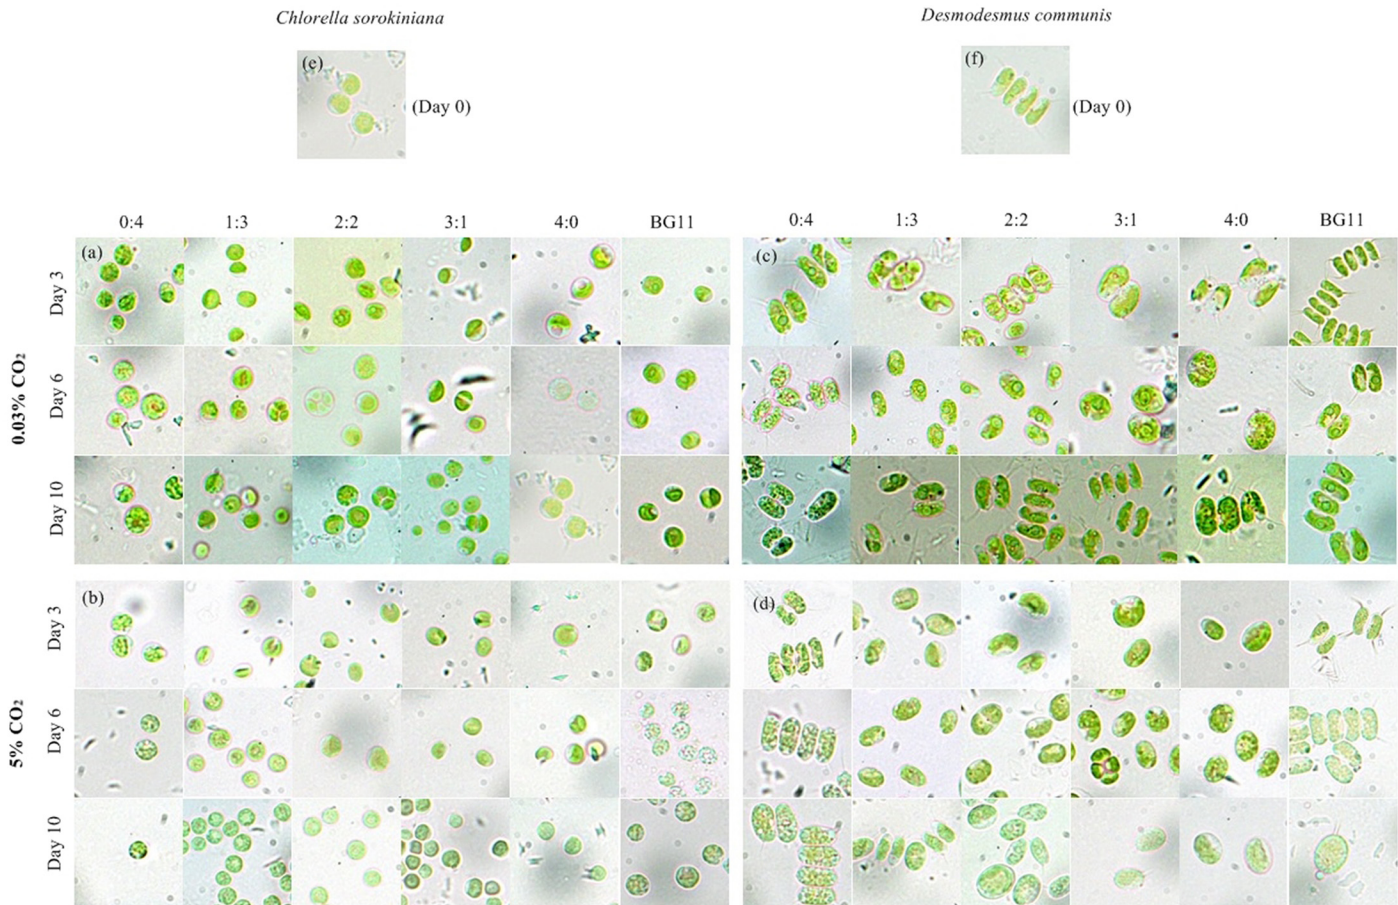 Chlorella sorokiniana
Desmodesmus communis
(e)
(Day 0)
(f)
(Day 0)
0:4 1:3 2:2 3:1 4:0 BG11
0:4 1:3 2:2 3:1 4:0 BG11
0.03% CO₂
Day 3
(a)
(c)
Day 6
Day 10
5% CO₂
Day 3
(b)
(d)
Day 6
Day 10